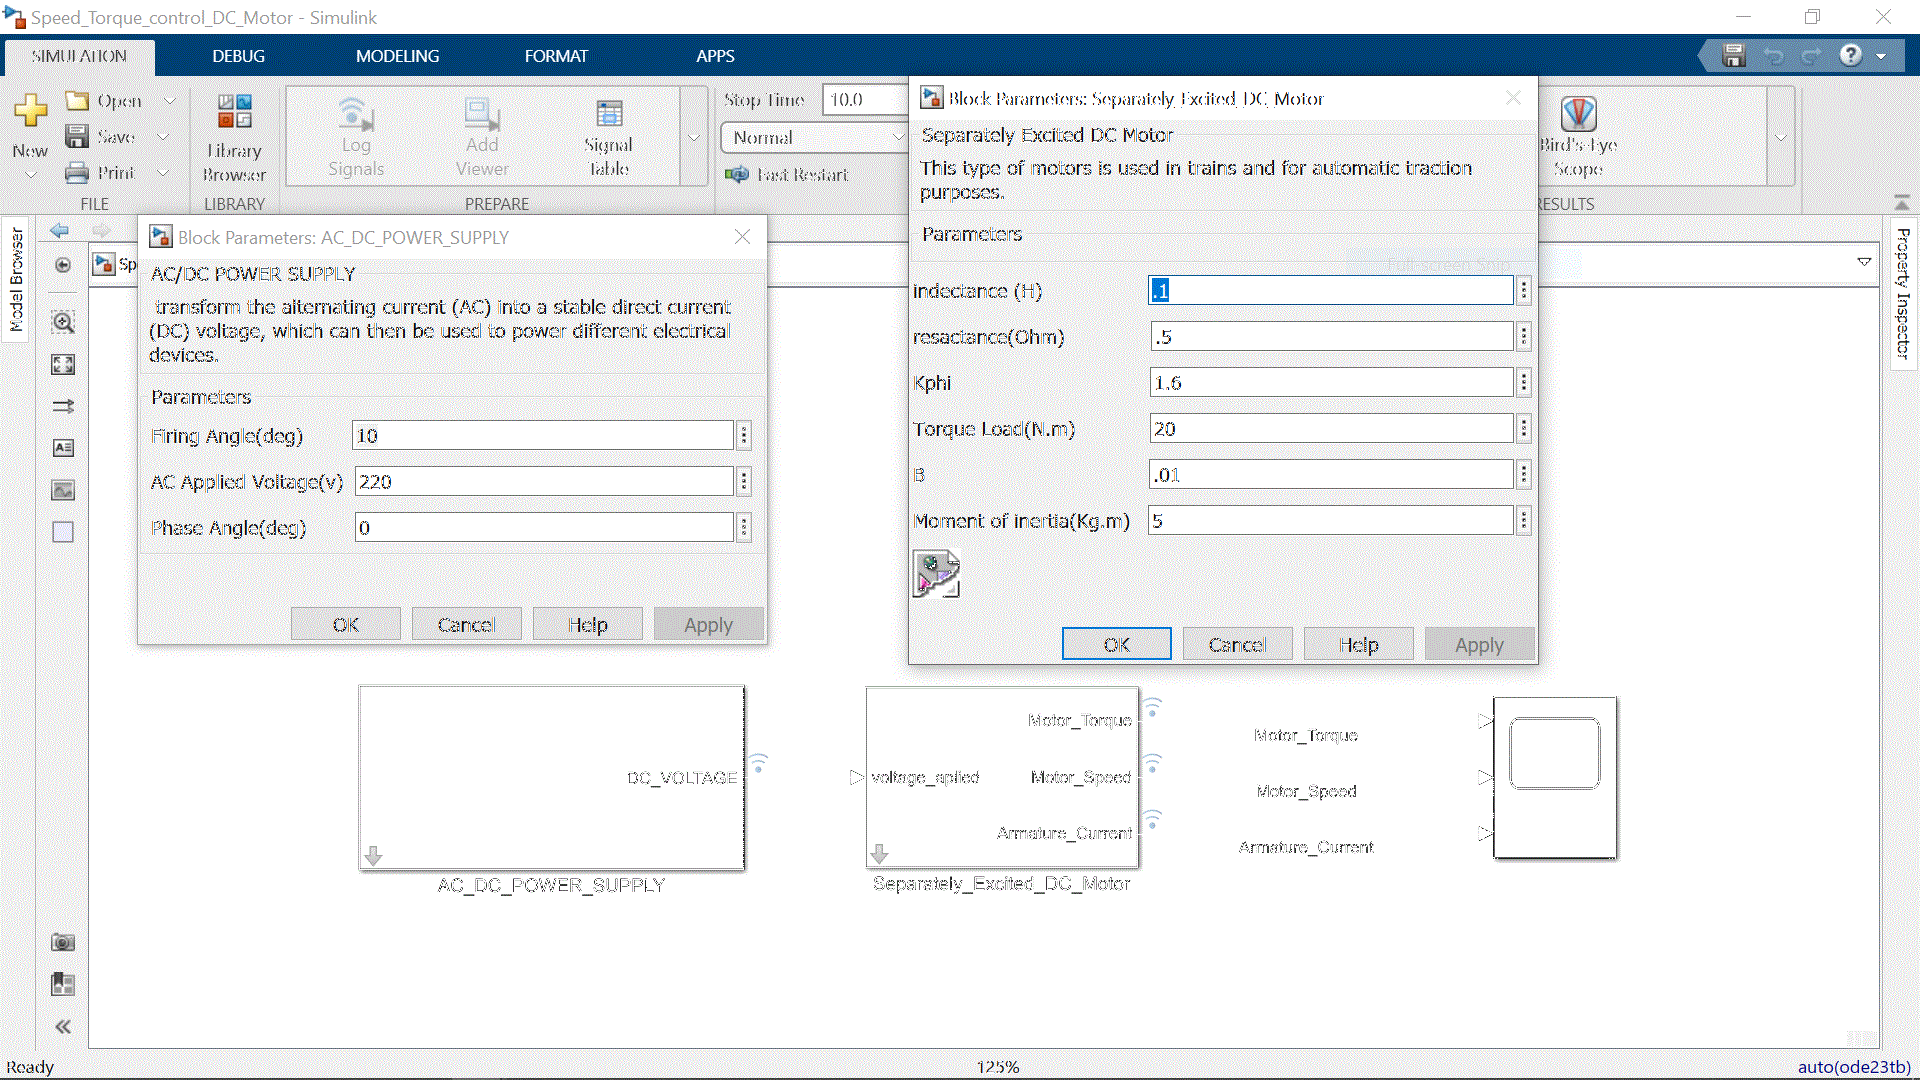 Speed_Torque_control_DC_Motor - Simulink
SIMULATION
DEBUG
MODELING
FORMAT
APPS
New
Open
Save
Print
FILE
Library
Browser
LIBRARY
Log
Signals
Add
Viewer
Signal
Table
PREPARE
Stop Time
10.0
Normal
Fast Restart
Bird's-Eye
Scope
RESULTS
Model Browser
Property Inspector
Sp
Block Parameters: AC_DC_POWER_SUPPLY
AC/DC POWER SUPPLY
transform the alternating current (AC) into a stable direct current
(DC) voltage, which can then be used to power different electrical
devices.
Parameters
Firing Angle(deg)
10
AC Applied Voltage(v)
220
Phase Angle(deg)
0
OK
Cancel
Help
Apply
Block Parameters: Separately_Excited_DC_Motor
Separately Excited DC Motor
This type of motors is used in trains and for automatic traction
purposes.
Parameters
Full-screen Snip
indectance (H)
.1
resactance(Ohm)
.5
Kphi
1.6
Torque Load(N.m)
20
B
.01
Moment of inertia(Kg.m)
5
OK
Cancel
Help
Apply
DC_VOLTAGE
AC_DC_POWER_SUPPLY
voltage_aplied
Motor_Torque
Motor_Speed
Armature_Current
Separately_Excited_DC_Motor
Motor_Torque
Motor_Speed
Armature_Current
Ready
125%
auto(ode23tb)